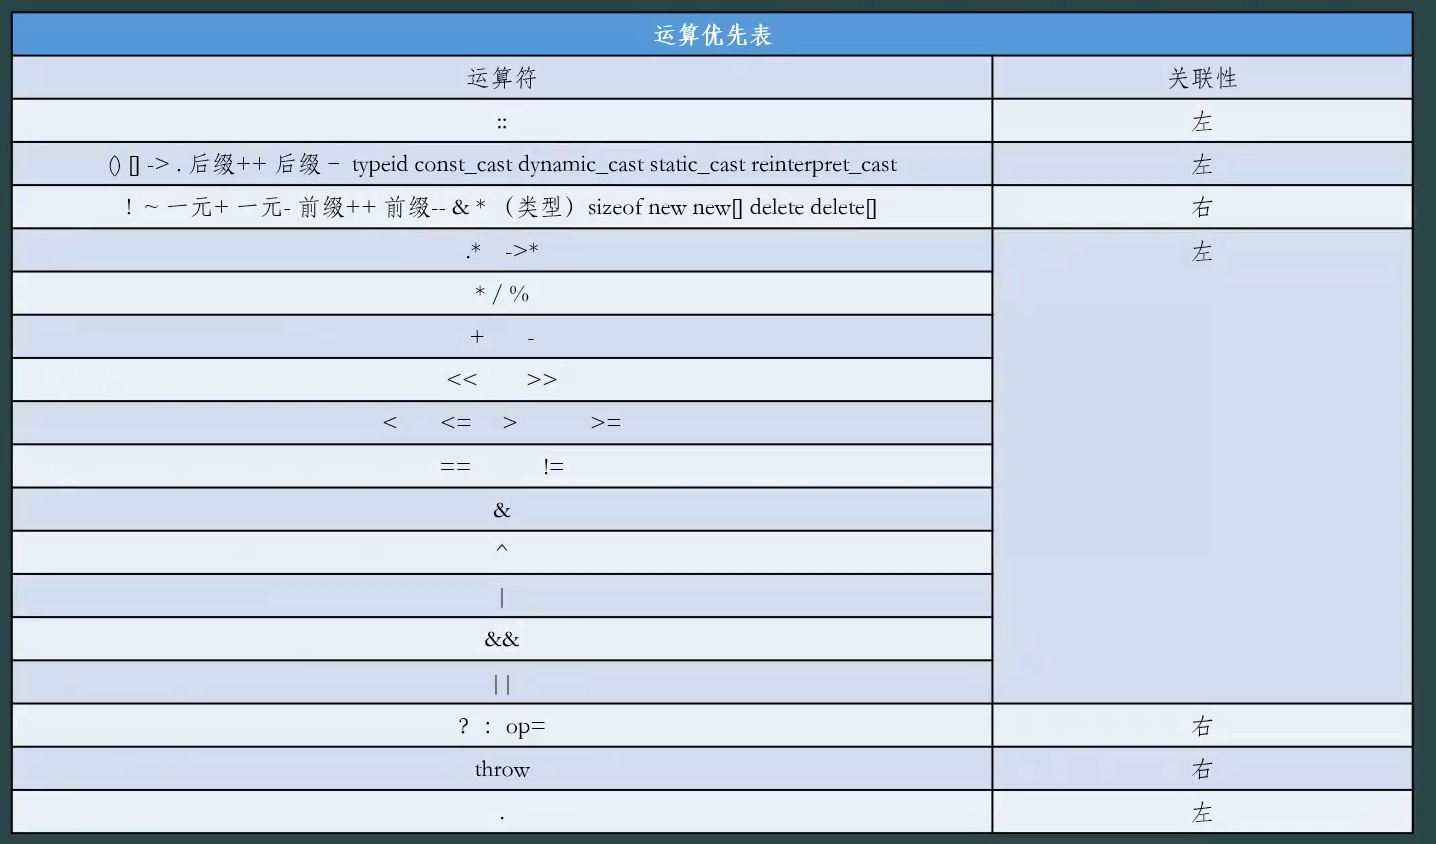 运算优先表
运算符 关联性
:: 左
() [] -> . 后缀++ 后缀 – typeid const_cast dynamic_cast static_cast reinterpret_cast 左
! ~ 一元+ 一元- 前缀++ 前缀-- & * （类型）sizeof new new[] delete delete[] 右
.* ->* 左
* / %
+ -
<< >>
< <= > >=
== !=
&
^
|
&&
||
? : op= 右
throw 右
. 左